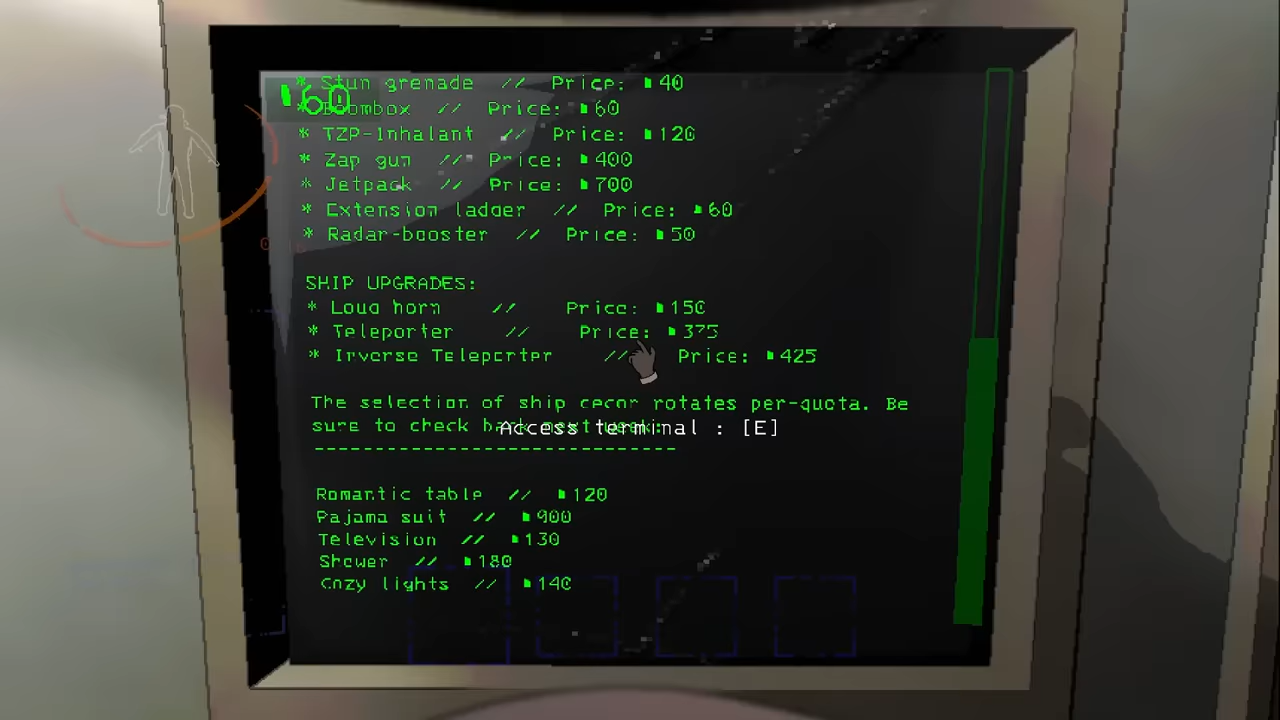 * Stun grenade // Price: ▮40
▮60
* Boombox // Price: ▮60
* TZP-Inhalant // Price: ▮120
* Zap gun // Price: ▮400
* Jetpack // Price: ▮700
* Extension ladder // Price: ▮60
* Radar-booster // Price: ▮50
SHIP UPGRADES:
* Loud horn // Price: ▮150
* Teleporter // Price: ▮375
* Inverse Teleporter // Price: ▮425
The selection of ship decor rotates per-quota. Be
sure to check back next week:
Access terminal : [E]
------------------------------
Romantic table // ▮120
Pajama suit // ▮900
Television // ▮130
Shower // ▮180
Cozy lights // ▮140